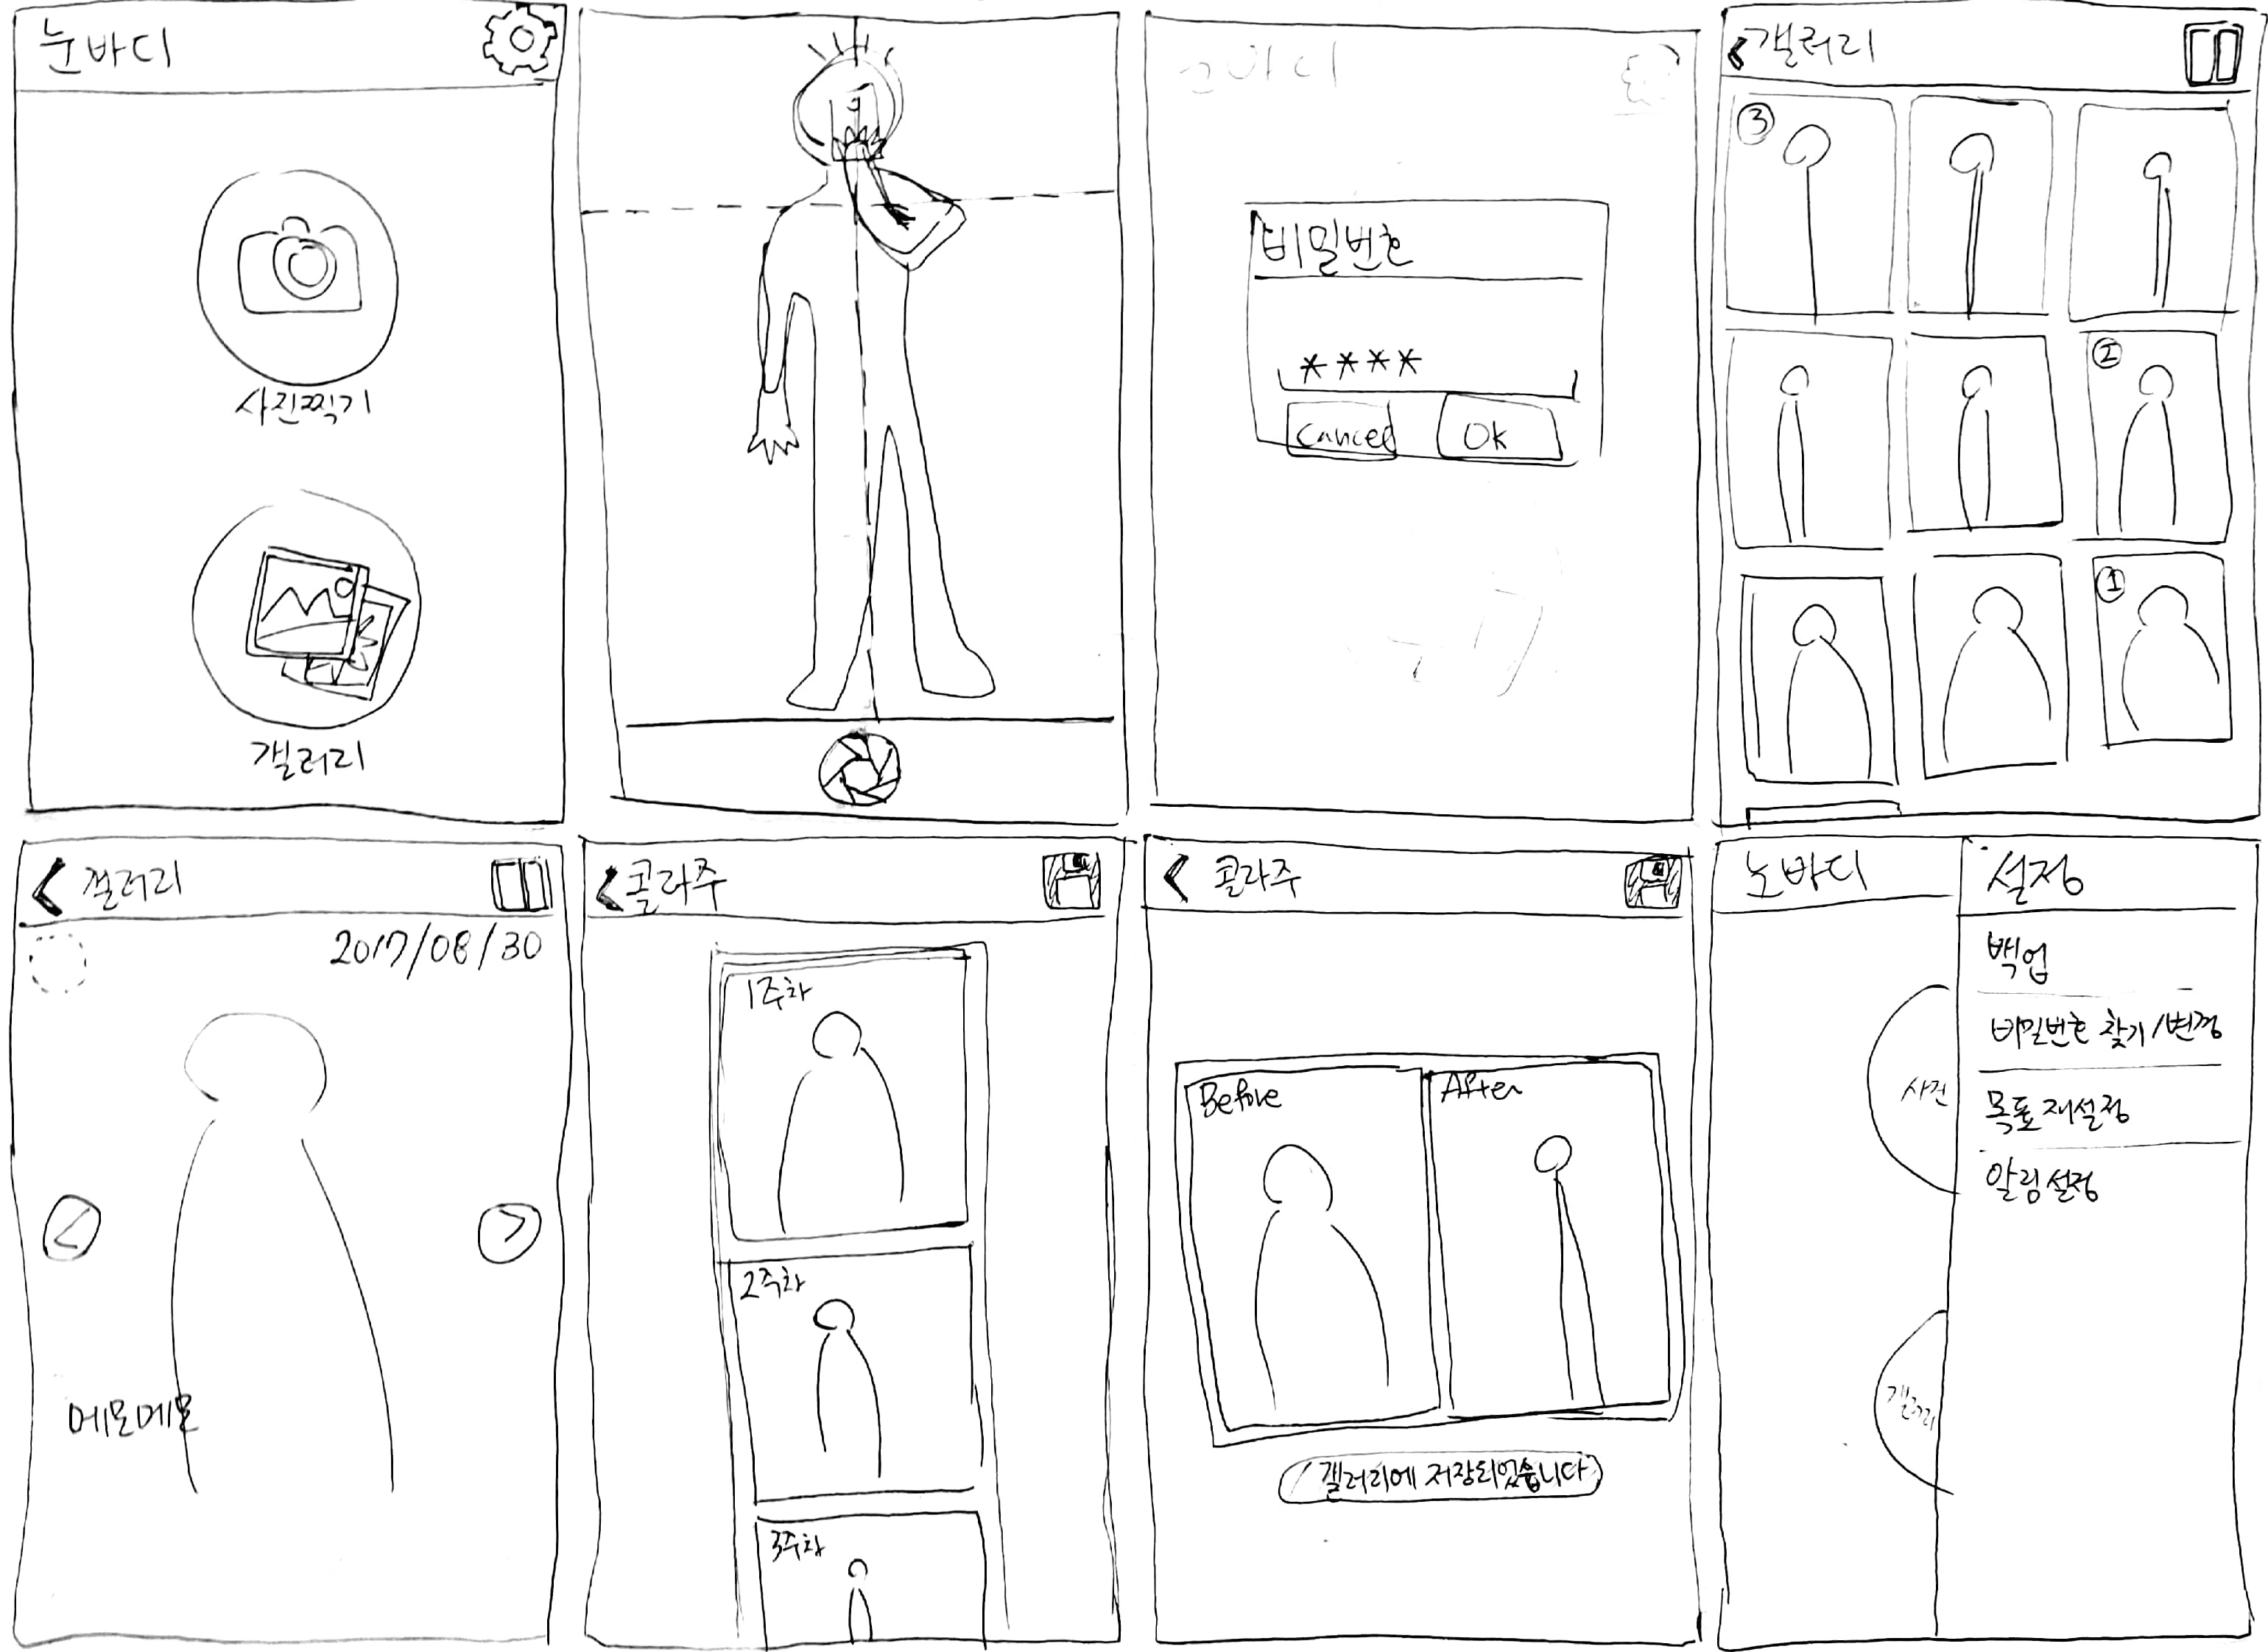 눈바디
사진찍기
갤러리
비밀번호
****
Cancel
OK
갤러리
3
2
1
갤러리
2017/08/30
메모메모
콜라주
1주차
2주차
3주차
콜라주
Before
After
갤러리에 저장되었습니다
노바디
사진
갤러리
설정
백업
비밀번호 찾기/변경
목표 재설정
알림설정